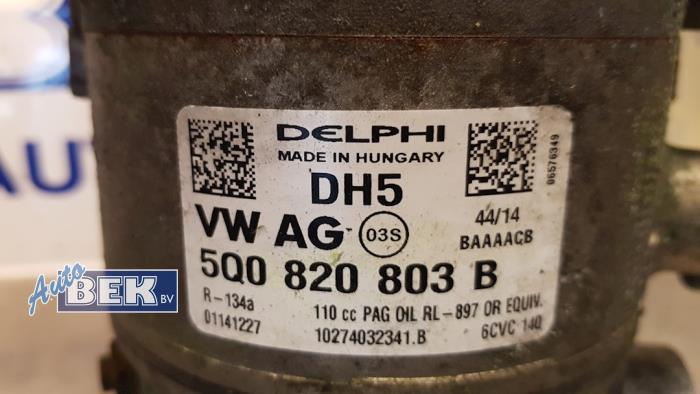 DELPHI
MADE IN HUNGARY
DH5
06576349
VW AG 03S
44/14
BAAAACB
5Q0 820 803 B
R-134a
110 cc PAG OIL RL-897 OR EQUIV.
01141227
10274032341.B
6CVC 140
Auto
BEK BV
AU